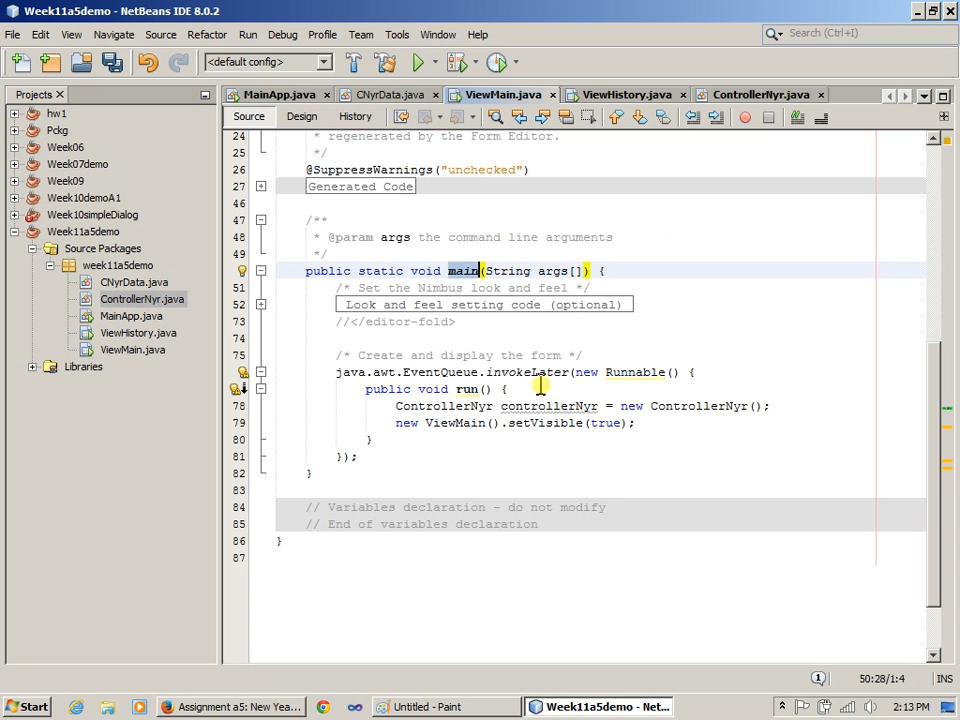 Week11a5demo - NetBeans IDE 8.0.2
File Edit View Navigate Source Refactor Run Debug Profile Team Tools Window Help
Search (Ctrl+I)
<default config>
Projects
MainApp.java CNyrData.java ViewMain.java ViewHistory.java ControllerNyr.java
Source Design History
hw1
Pckg
Week06
Week07demo
Week09
Week10demoA1
Week10simpleDialog
Week11a5demo
Source Packages
week11a5demo
CNyrData.java
ControllerNyr.java
MainApp.java
ViewHistory.java
ViewMain.java
Libraries
24 * regenerated by the Form Editor.
25 */
26 @SuppressWarnings("unchecked")
27 Generated Code
46
47 /**
48 * @param args the command line arguments
49 */
public static void main(String args[]) {
51 /* Set the Nimbus look and feel */
52 Look and feel setting code (optional)
73 //</editor-fold>
74
75 /* Create and display the form */
java.awt.EventQueue.invokeLater(new Runnable() {
public void run() {
78 ControllerNyr controllerNyr = new ControllerNyr();
79 new ViewMain().setVisible(true);
80 }
81 });
82 }
83
84 // Variables declaration - do not modify
85 // End of variables declaration
86 }
87
1 50:28/1:4 INS
Start Assignment a5: New Yea... Untitled - Paint Week11a5demo - Net... 2:13 PM